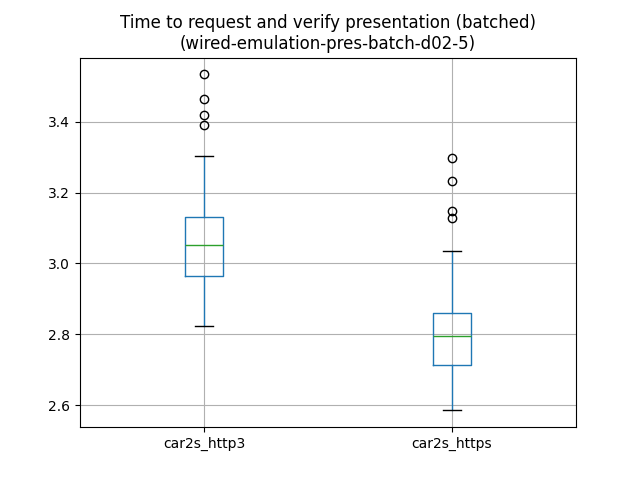 Time to request and verify presentation (batched)
(wired-emulation-pres-batch-d02-5)
3.4
3.2
3.0
2.8
2.6
car2s_http3
car2s_https